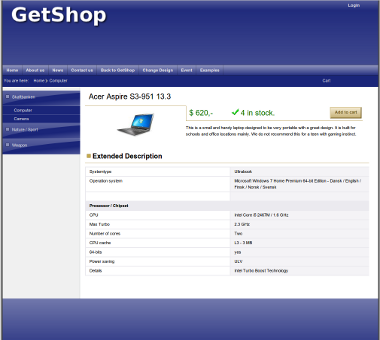 GetShop
Login
Home About us News Contact us Back to GetShop Change Design Event Examples
You are here: Home > Computer
Cart
Acer Aspire S3-951 13.3
Computer
Camera
Nature / sport
Weapon
$ 620,-
4 in stock.
Add to cart
This is a small and handy laptop designed to be very portable with a great design. It is built for
schools and office locations mainly. We do not recommend this for a teen with gaming instinct.
Extended Description
Systemtype Ultrabook
Operation system Microsoft Windows 7 Home Premium 64-bit Edition - Dansk / English /
Finsk / Norsk / Svensk
Processor / Chipset
CPU Intel Core i3 2467M / 1.6 GHz
Max Turbo 2.3 GHz
Number of cores Two
CPU cache L3 - 3 MB
64-bits yes
Power saving
Details Intel Turbo Boost Technology